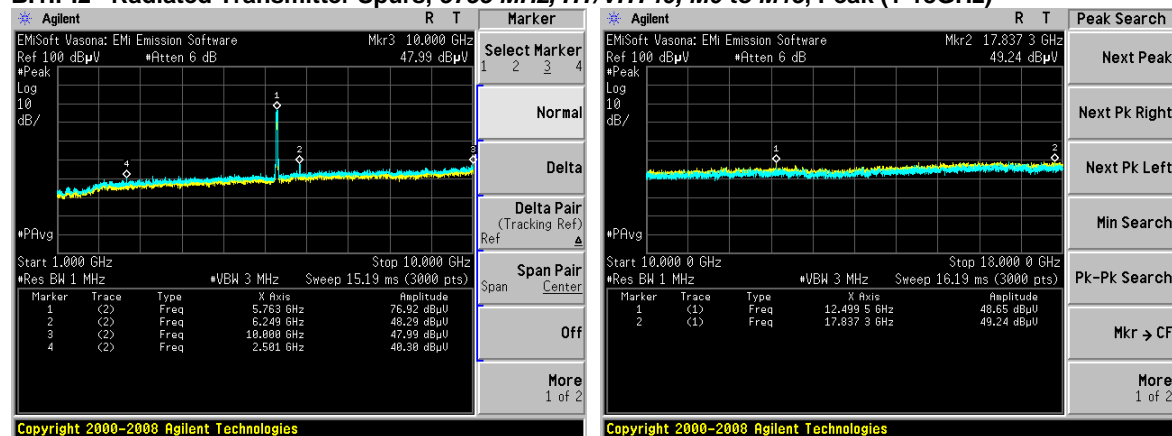 Radiated Transmitter Spurs, 5755 MHz, HT/VHT40, M0 to M15, Peak (1-18GHz)
Agilent R T
EMiSoft Vasona: EMi Emission Software Mkr3 10.000 GHz
Ref 100 dBµV #Atten 6 dB 47.99 dBµV
#Peak
Log
10
dB/
1
2
3
4
#PAvg
Start 1.000 GHz Stop 10.000 GHz
#Res BW 1 MHz #VBW 3 MHz Sweep 15.19 ms (3000 pts)
Marker Trace Type X Axis Amplitude
1 (2) Freq 5.763 GHz 76.92 dBµV
2 (2) Freq 6.249 GHz 48.29 dBµV
3 (2) Freq 10.000 GHz 47.99 dBµV
4 (2) Freq 2.501 GHz 40.30 dBµV
Copyright 2000-2008 Agilent Technologies
Marker
Select Marker
1 2 3 4
Normal
Delta
Delta Pair
(Tracking Ref)
Ref Δ
Span Pair
Span Center
Off
More
1 of 2
Agilent R T
EMiSoft Vasona: EMi Emission Software Mkr2 17.837 3 GHz
Ref 100 dBµV #Atten 6 dB 49.24 dBµV
#Peak
Log
10
dB/
1
2
#PAvg
Start 10.000 0 GHz Stop 18.000 0 GHz
#Res BW 1 MHz #VBW 3 MHz Sweep 16.19 ms (3000 pts)
Marker Trace Type X Axis Amplitude
1 (1) Freq 12.499 5 GHz 48.65 dBµV
2 (1) Freq 17.837 3 GHz 49.24 dBµV
Copyright 2000-2008 Agilent Technologies
Peak Search
Next Peak
Next Pk Right
Next Pk Left
Min Search
Pk-Pk Search
Mkr → CF
More
1 of 2